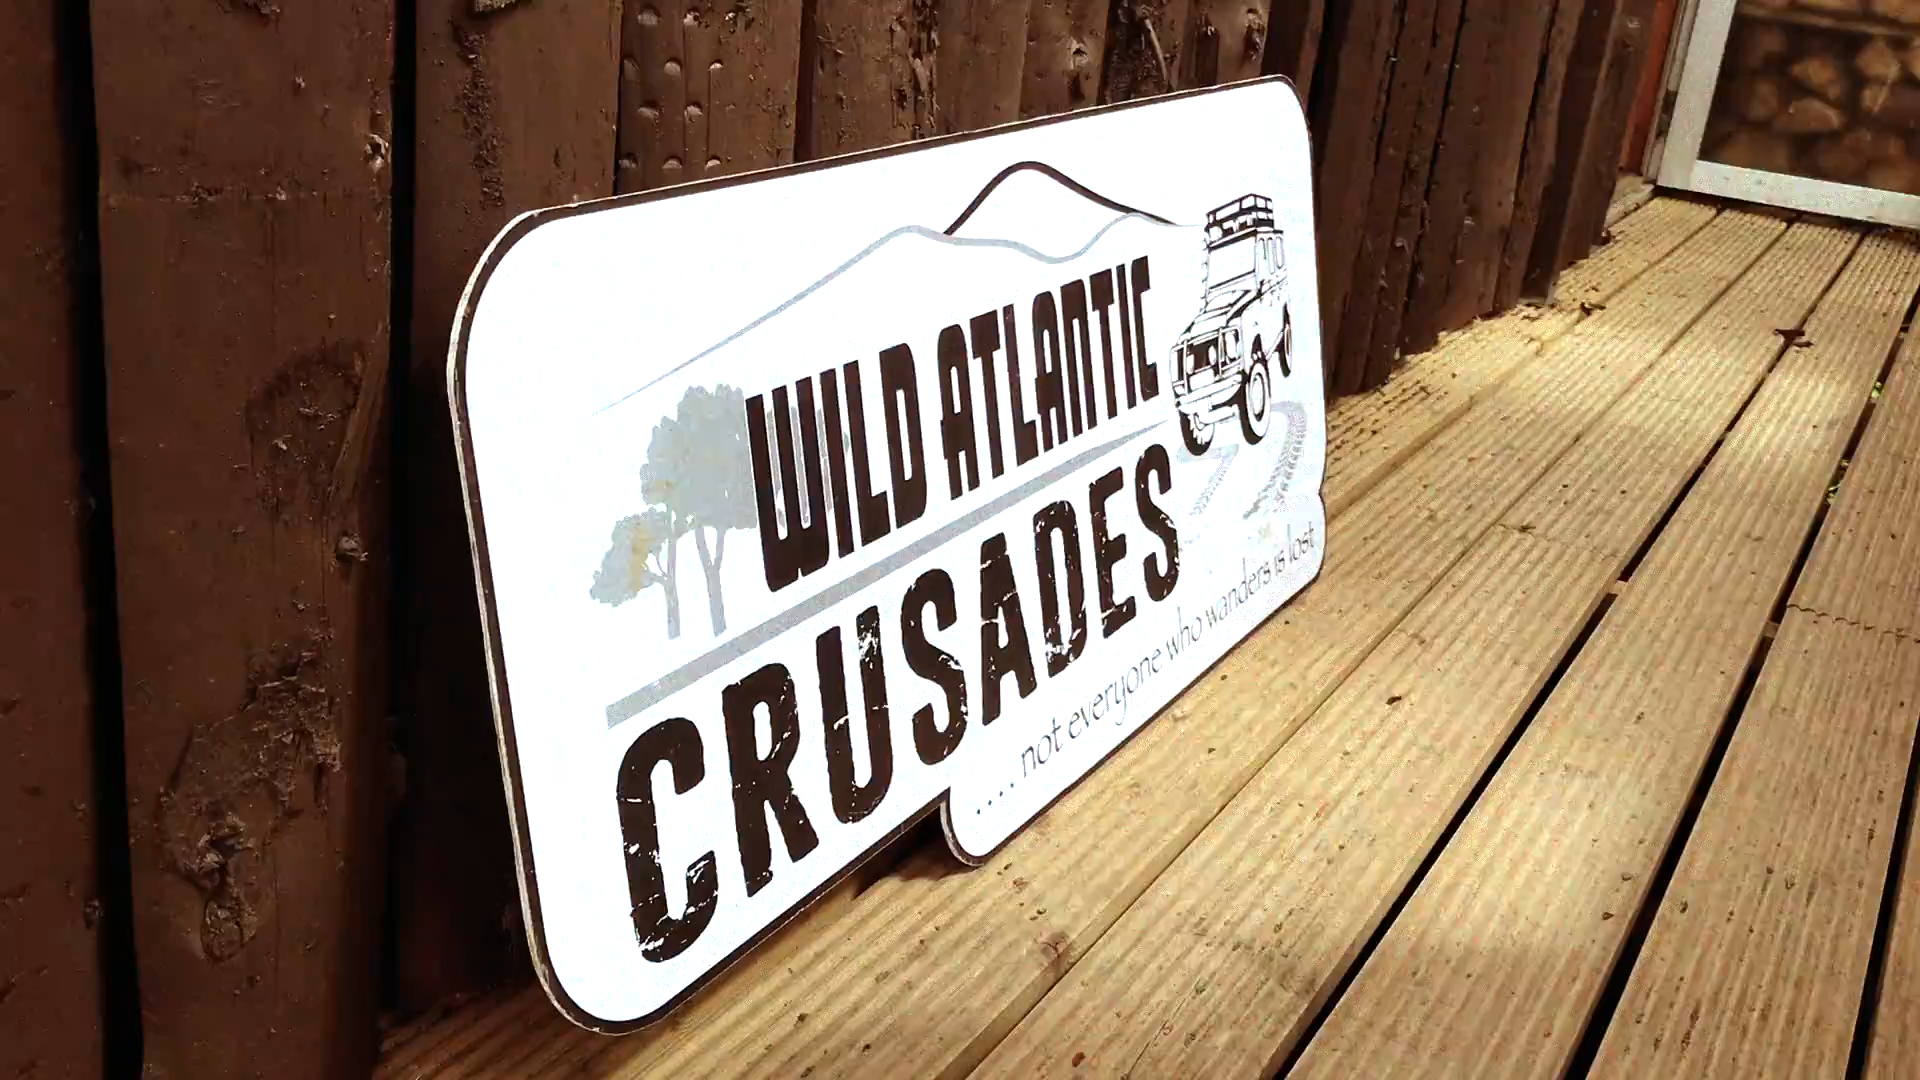 WILD ATLANTIC
CRUSADES
.....not everyone who wanders is lost